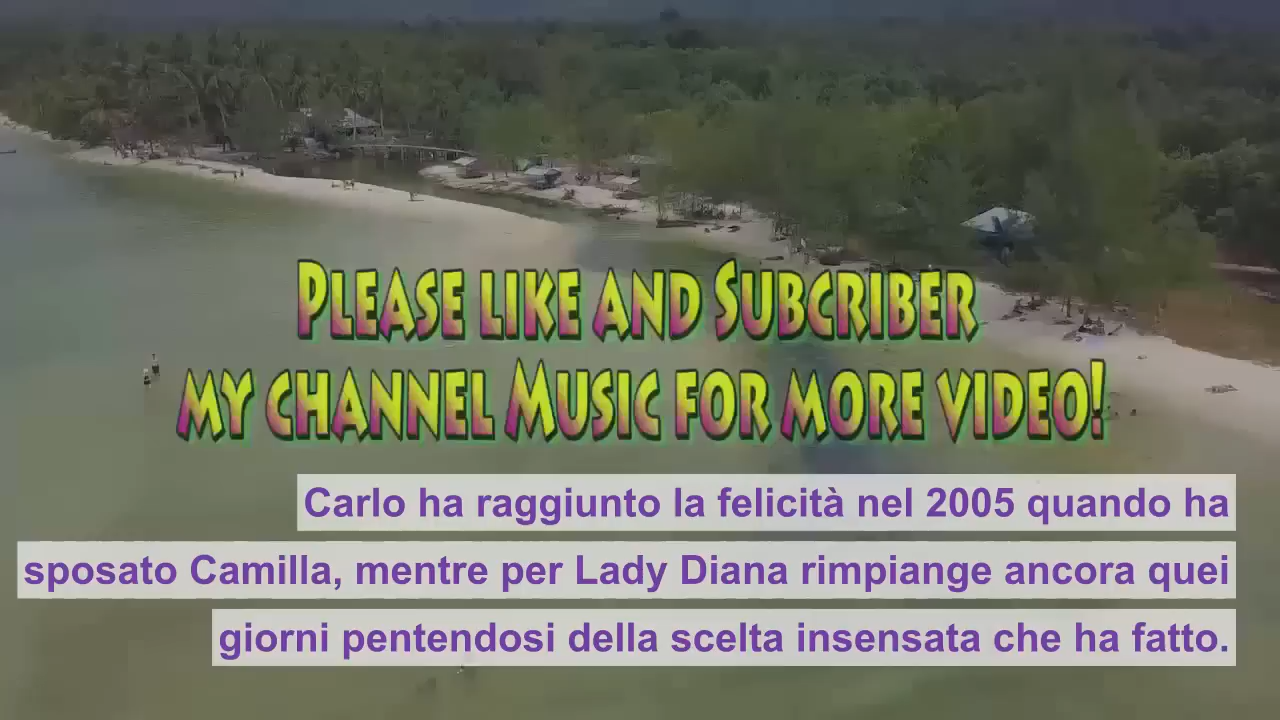 Please like and Subcriber
my channel Music for more video!
Carlo ha raggiunto la felicità nel 2005 quando ha
sposato Camilla, mentre per Lady Diana rimpiange ancora quei
giorni pentendosi della scelta insensata che ha fatto.